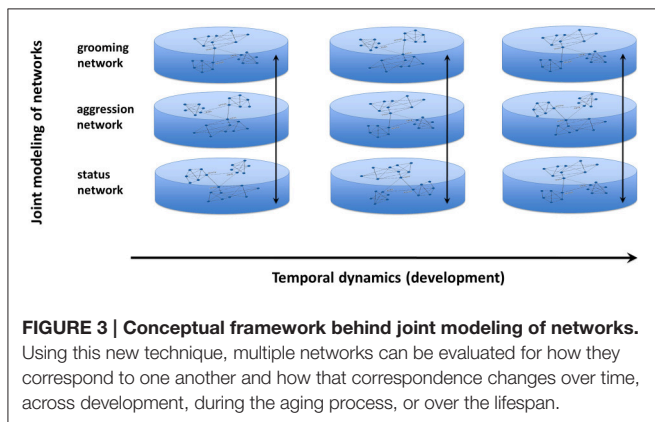 Joint modeling of networks
grooming
network
aggression
network
status
network
Temporal dynamics (development)
FIGURE 3 | Conceptual framework behind joint modeling of networks.
Using this new technique, multiple networks can be evaluated for how they
correspond to one another and how that correspondence changes over time,
across development, during the aging process, or over the lifespan.